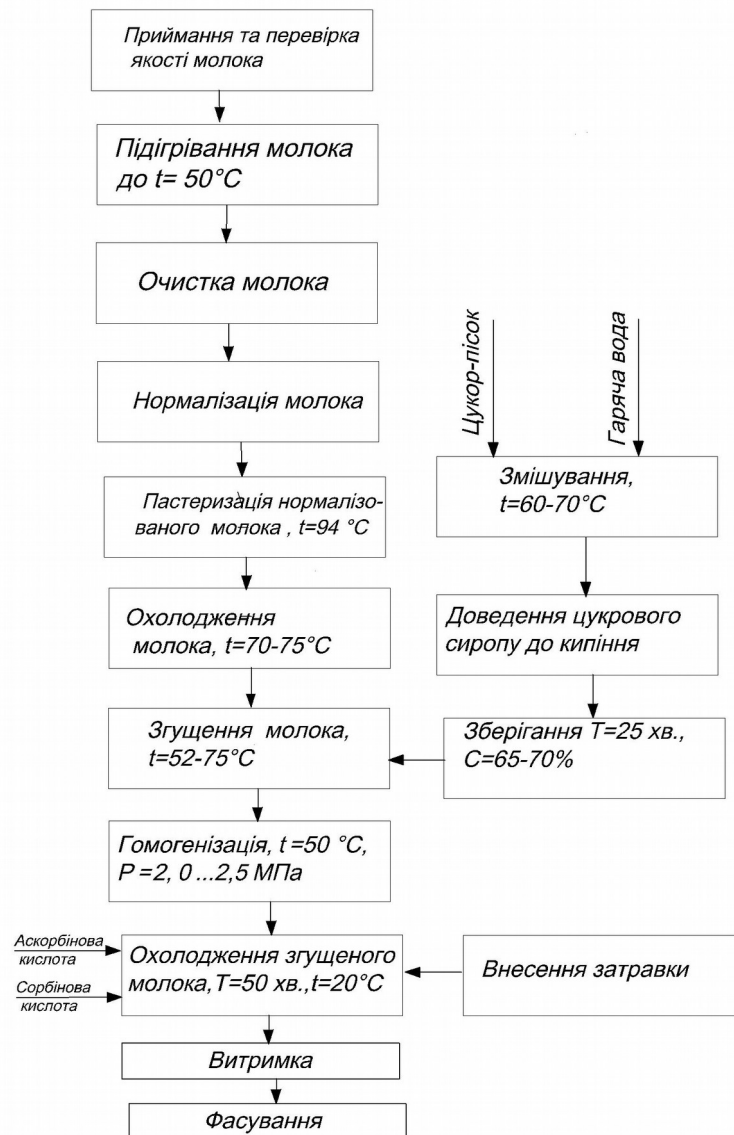 Приймання та перевірка
якості молока
Підігрівання молока
до t= 50°C
Очистка молока
Нормалізація молока
Пастеризація нормалізо-
ваного молока , t=94 °C
Охолодження
молока, t=70-75°C
Згущення молока,
t=52-75°C
Гомогенізація, t =50 °C,
P =2, 0 ...2,5 МПа
Аскорбінова
кислота
Сорбінова
кислота
Охолодження згущеного
молока,T=50 хв.,t=20°C
Витримка
Фасування
Цукор-пісок
Гаряча вода
Змішування,
t=60-70°C
Доведення цукрового
сиропу до кипіння
Зберігання T=25 хв.,
C=65-70%
Внесення затравки